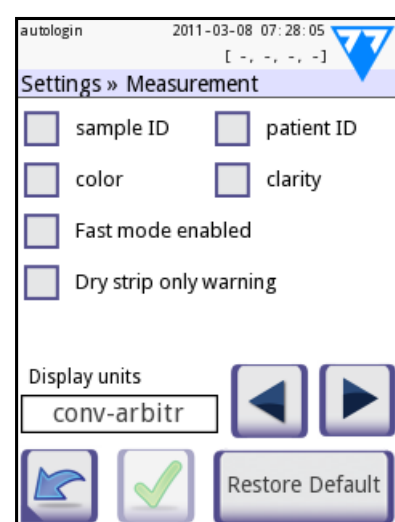 autologin 2011-03-08 07:28:05
[ -, -, -, -]
Settings » Measurement
sample ID patient ID
color clarity
Fast mode enabled
Dry strip only warning
Display units
conv-arbitr
Restore Default